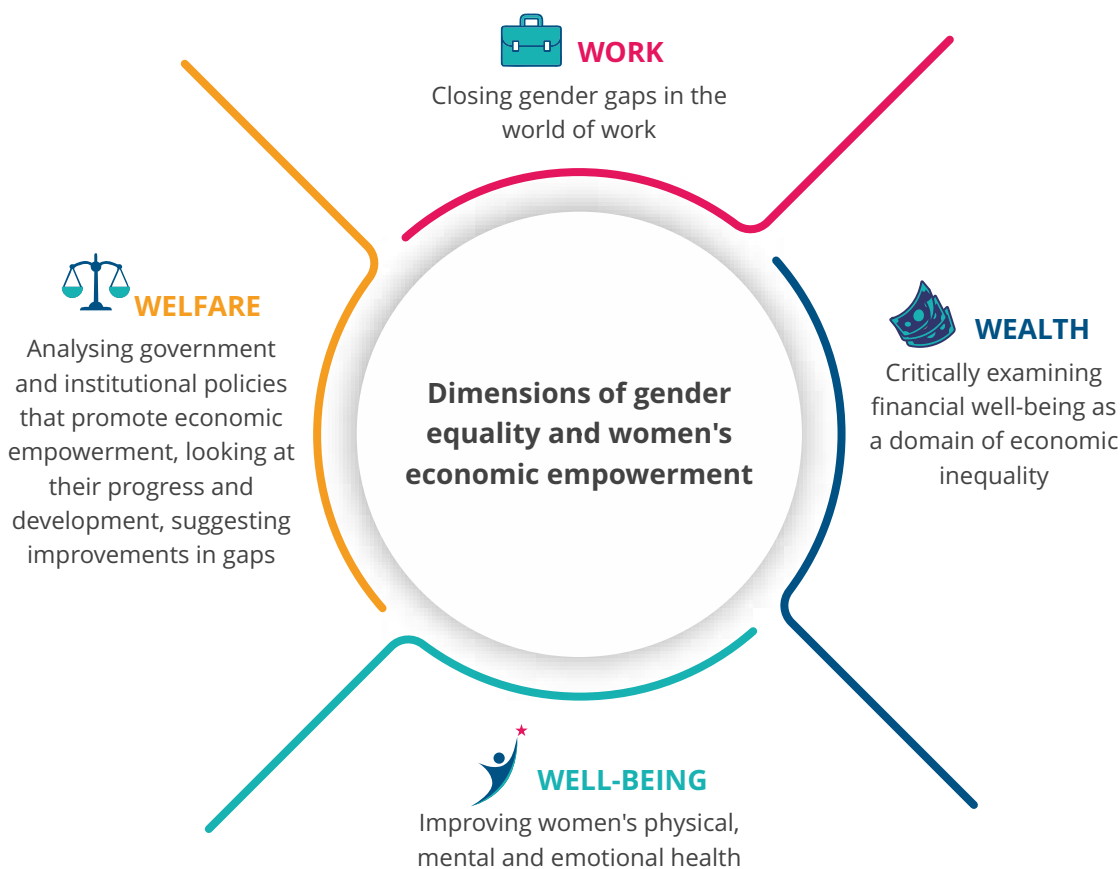 WORK
Closing gender gaps in the
world of work
WELFARE
Analysing government
and institutional policies
that promote economic
empowerment, looking at
their progress and
development, suggesting
improvements in gaps
Dimensions of gender
equality and women's
economic empowerment
WEALTH
Critically examining
financial well-being as
a domain of economic
inequality
WELL-BEING
Improving women's physical,
mental and emotional health